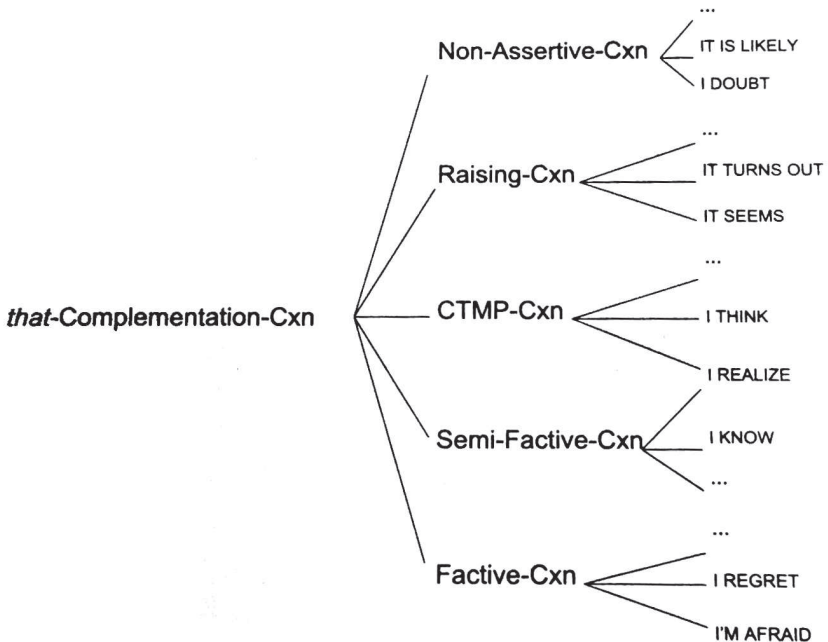 ...
Non-Assertive-Cxn
IT IS LIKELY
I DOUBT
...
Raising-Cxn
IT TURNS OUT
IT SEEMS
...
that-Complementation-Cxn
CTMP-Cxn
I THINK
I REALIZE
Semi-Factive-Cxn
I KNOW
...
...
Factive-Cxn
I REGRET
I'M AFRAID